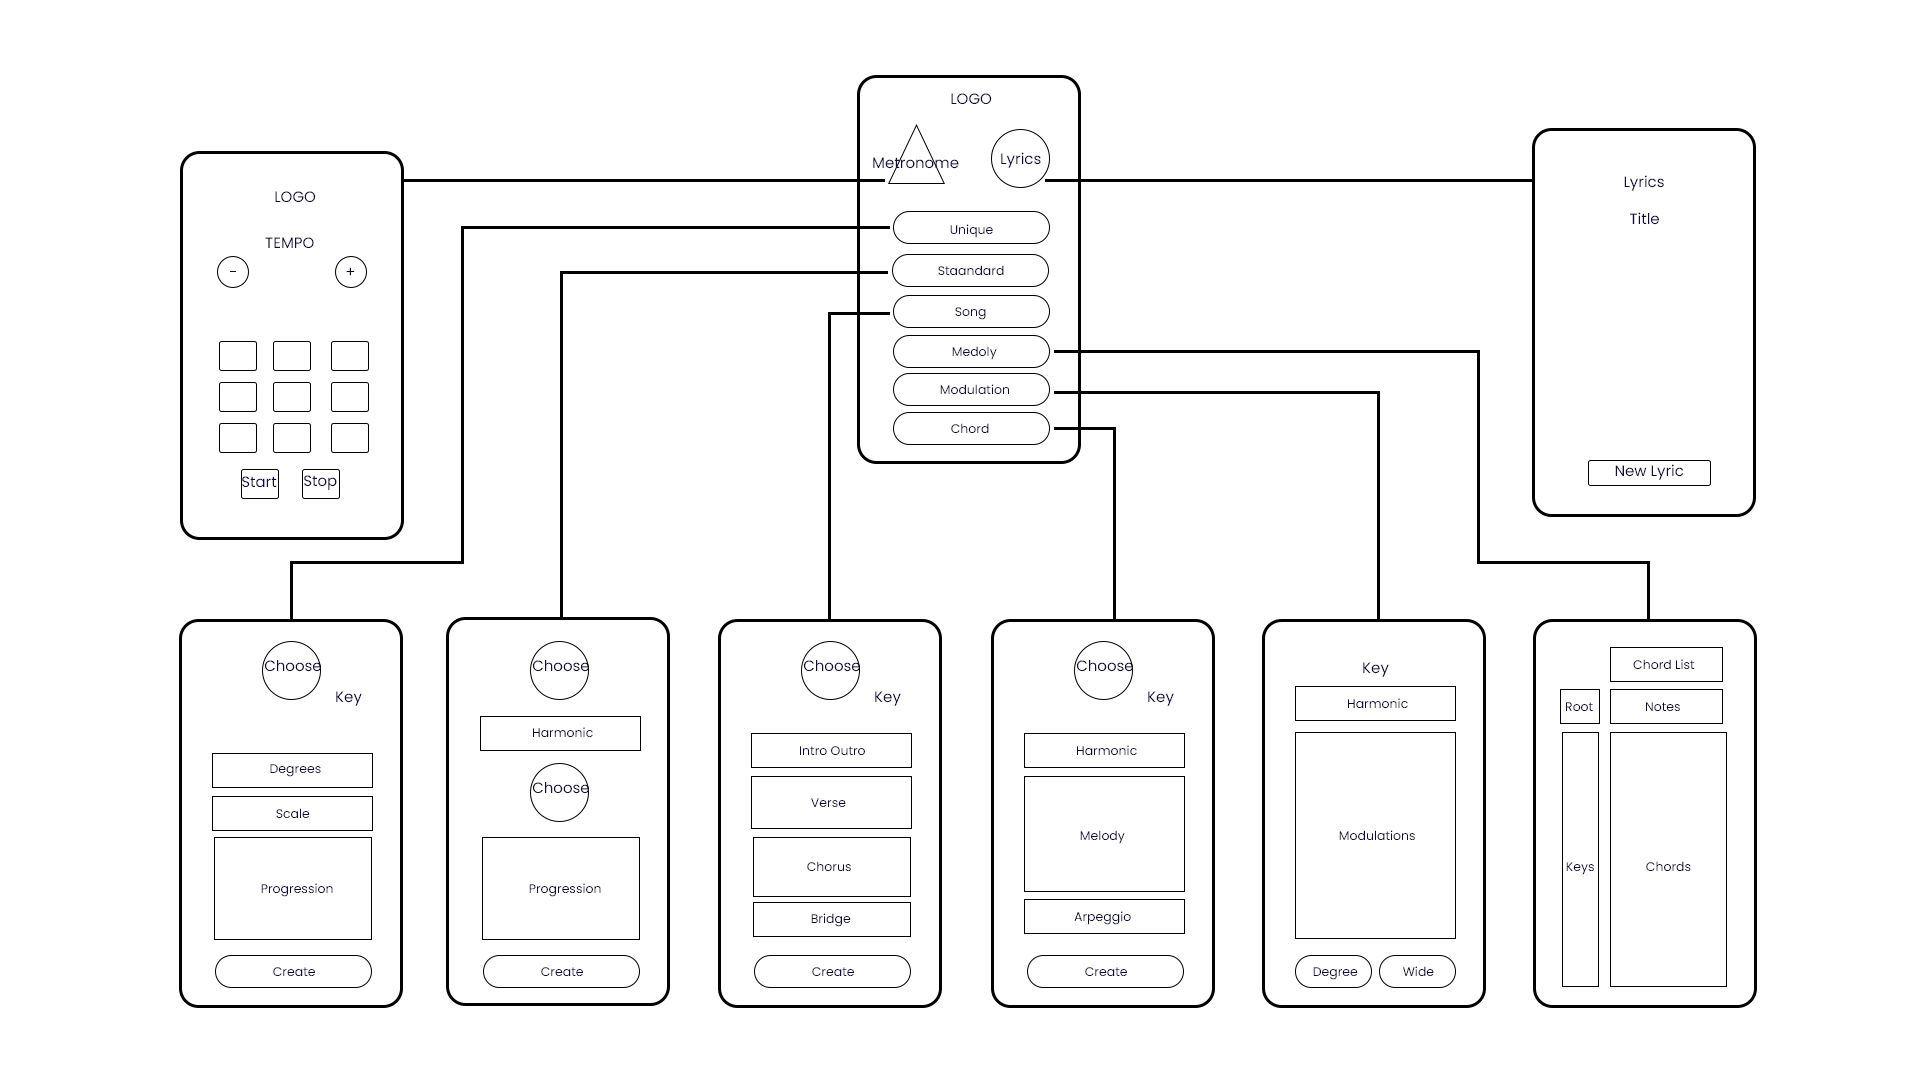 LOGO
Metronome
Lyrics
Unique
Staandard
Song
Medoly
Modulation
Chord
LOGO
TEMPO
-
+
Start
Stop
Lyrics
Title
New Lyric
Choose
Key
Degrees
Scale
Progression
Create
Choose
Harmonic
Choose
Progression
Create
Choose
Key
Intro Outro
Verse
Chorus
Bridge
Create
Choose
Key
Harmonic
Melody
Arpeggio
Create
Key
Harmonic
Modulations
Degree
Wide
Chord List
Root
Notes
Keys
Chords